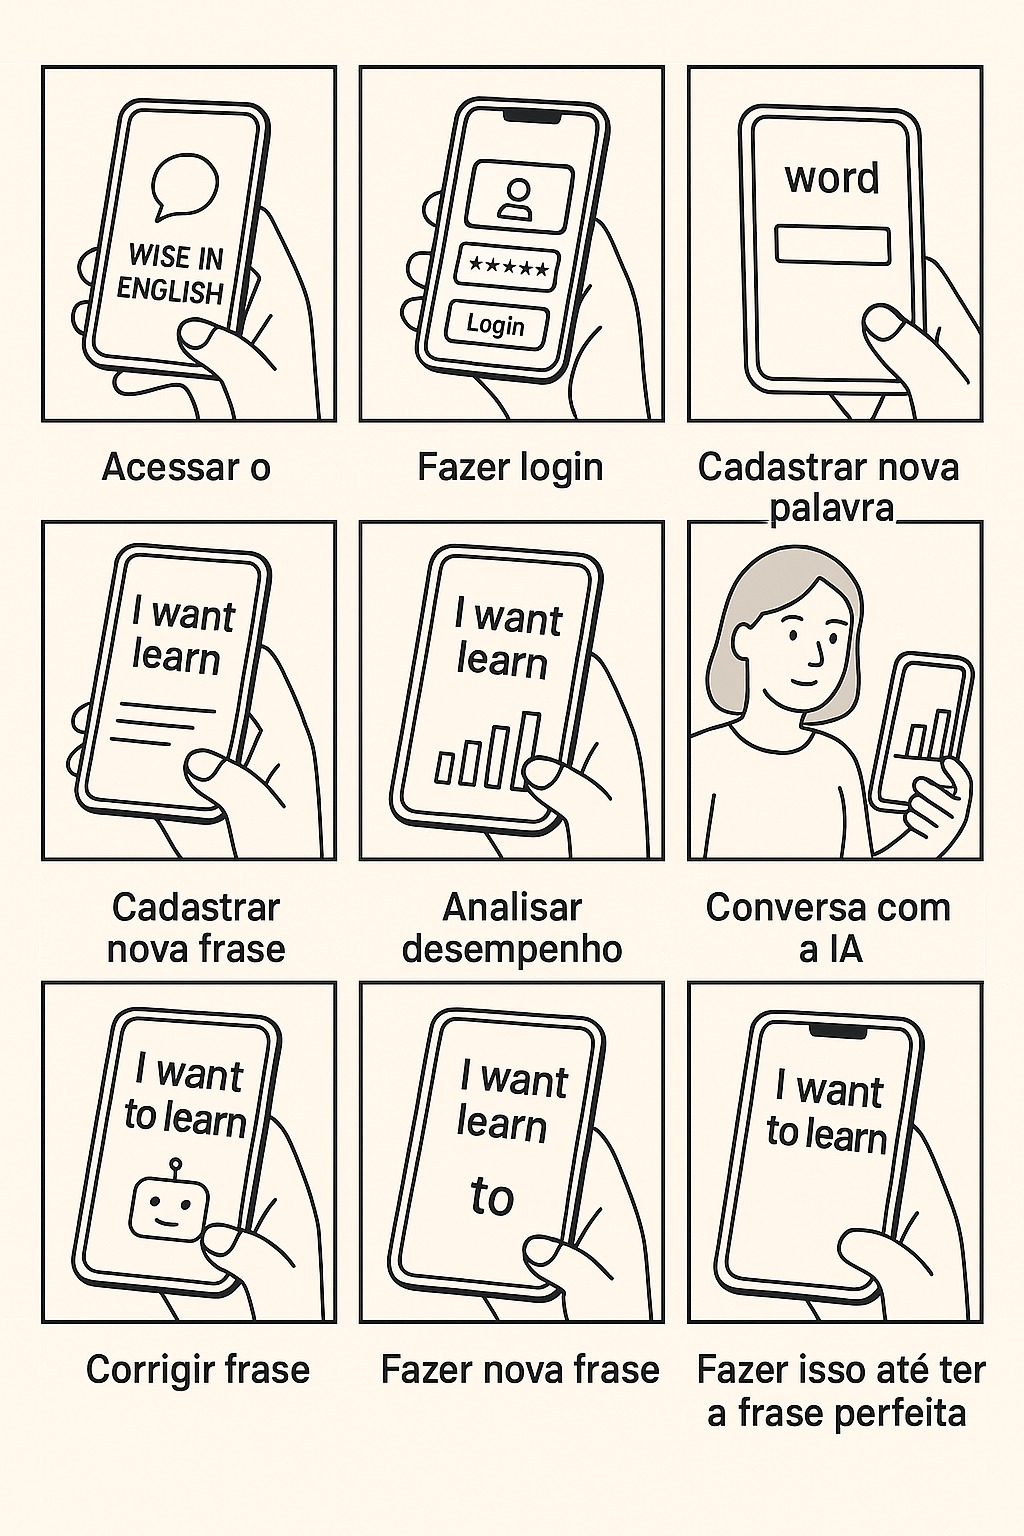 WISE IN
ENGLISH
★★★★★
Login
word
Acessar o
Fazer login
Cadastrar nova
palavra
I want
learn
I want
learn
Cadastrar
nova frase
Analisar
desempenho
Conversa com
a IA
I want
to learn
I want
learn
to
I want
to learn
Corrigir frase
Fazer nova frase
Fazer isso até ter
a frase perfeita